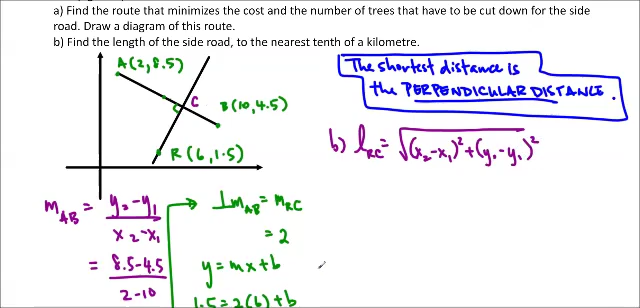 a) Find the route that minimizes the cost and the number of trees that have to be cut down for the side
road. Draw a diagram of this route.
b) Find the length of the side road, to the nearest tenth of a kilometre.
A(2,8.5)
C
B(10,4.5)
R(6,1.5)
The shortest distance is
the PERPENDICULAR DISTANCE.
b) l_RC = √(x₂-x₁)²+(y₂-y₁)²
m_AB = y₂-y₁
x₂-x₁
= 8.5-4.5
2-10
⊥m_AB = m_RC
= 2
y=mx+b
1.5=2(6)+b